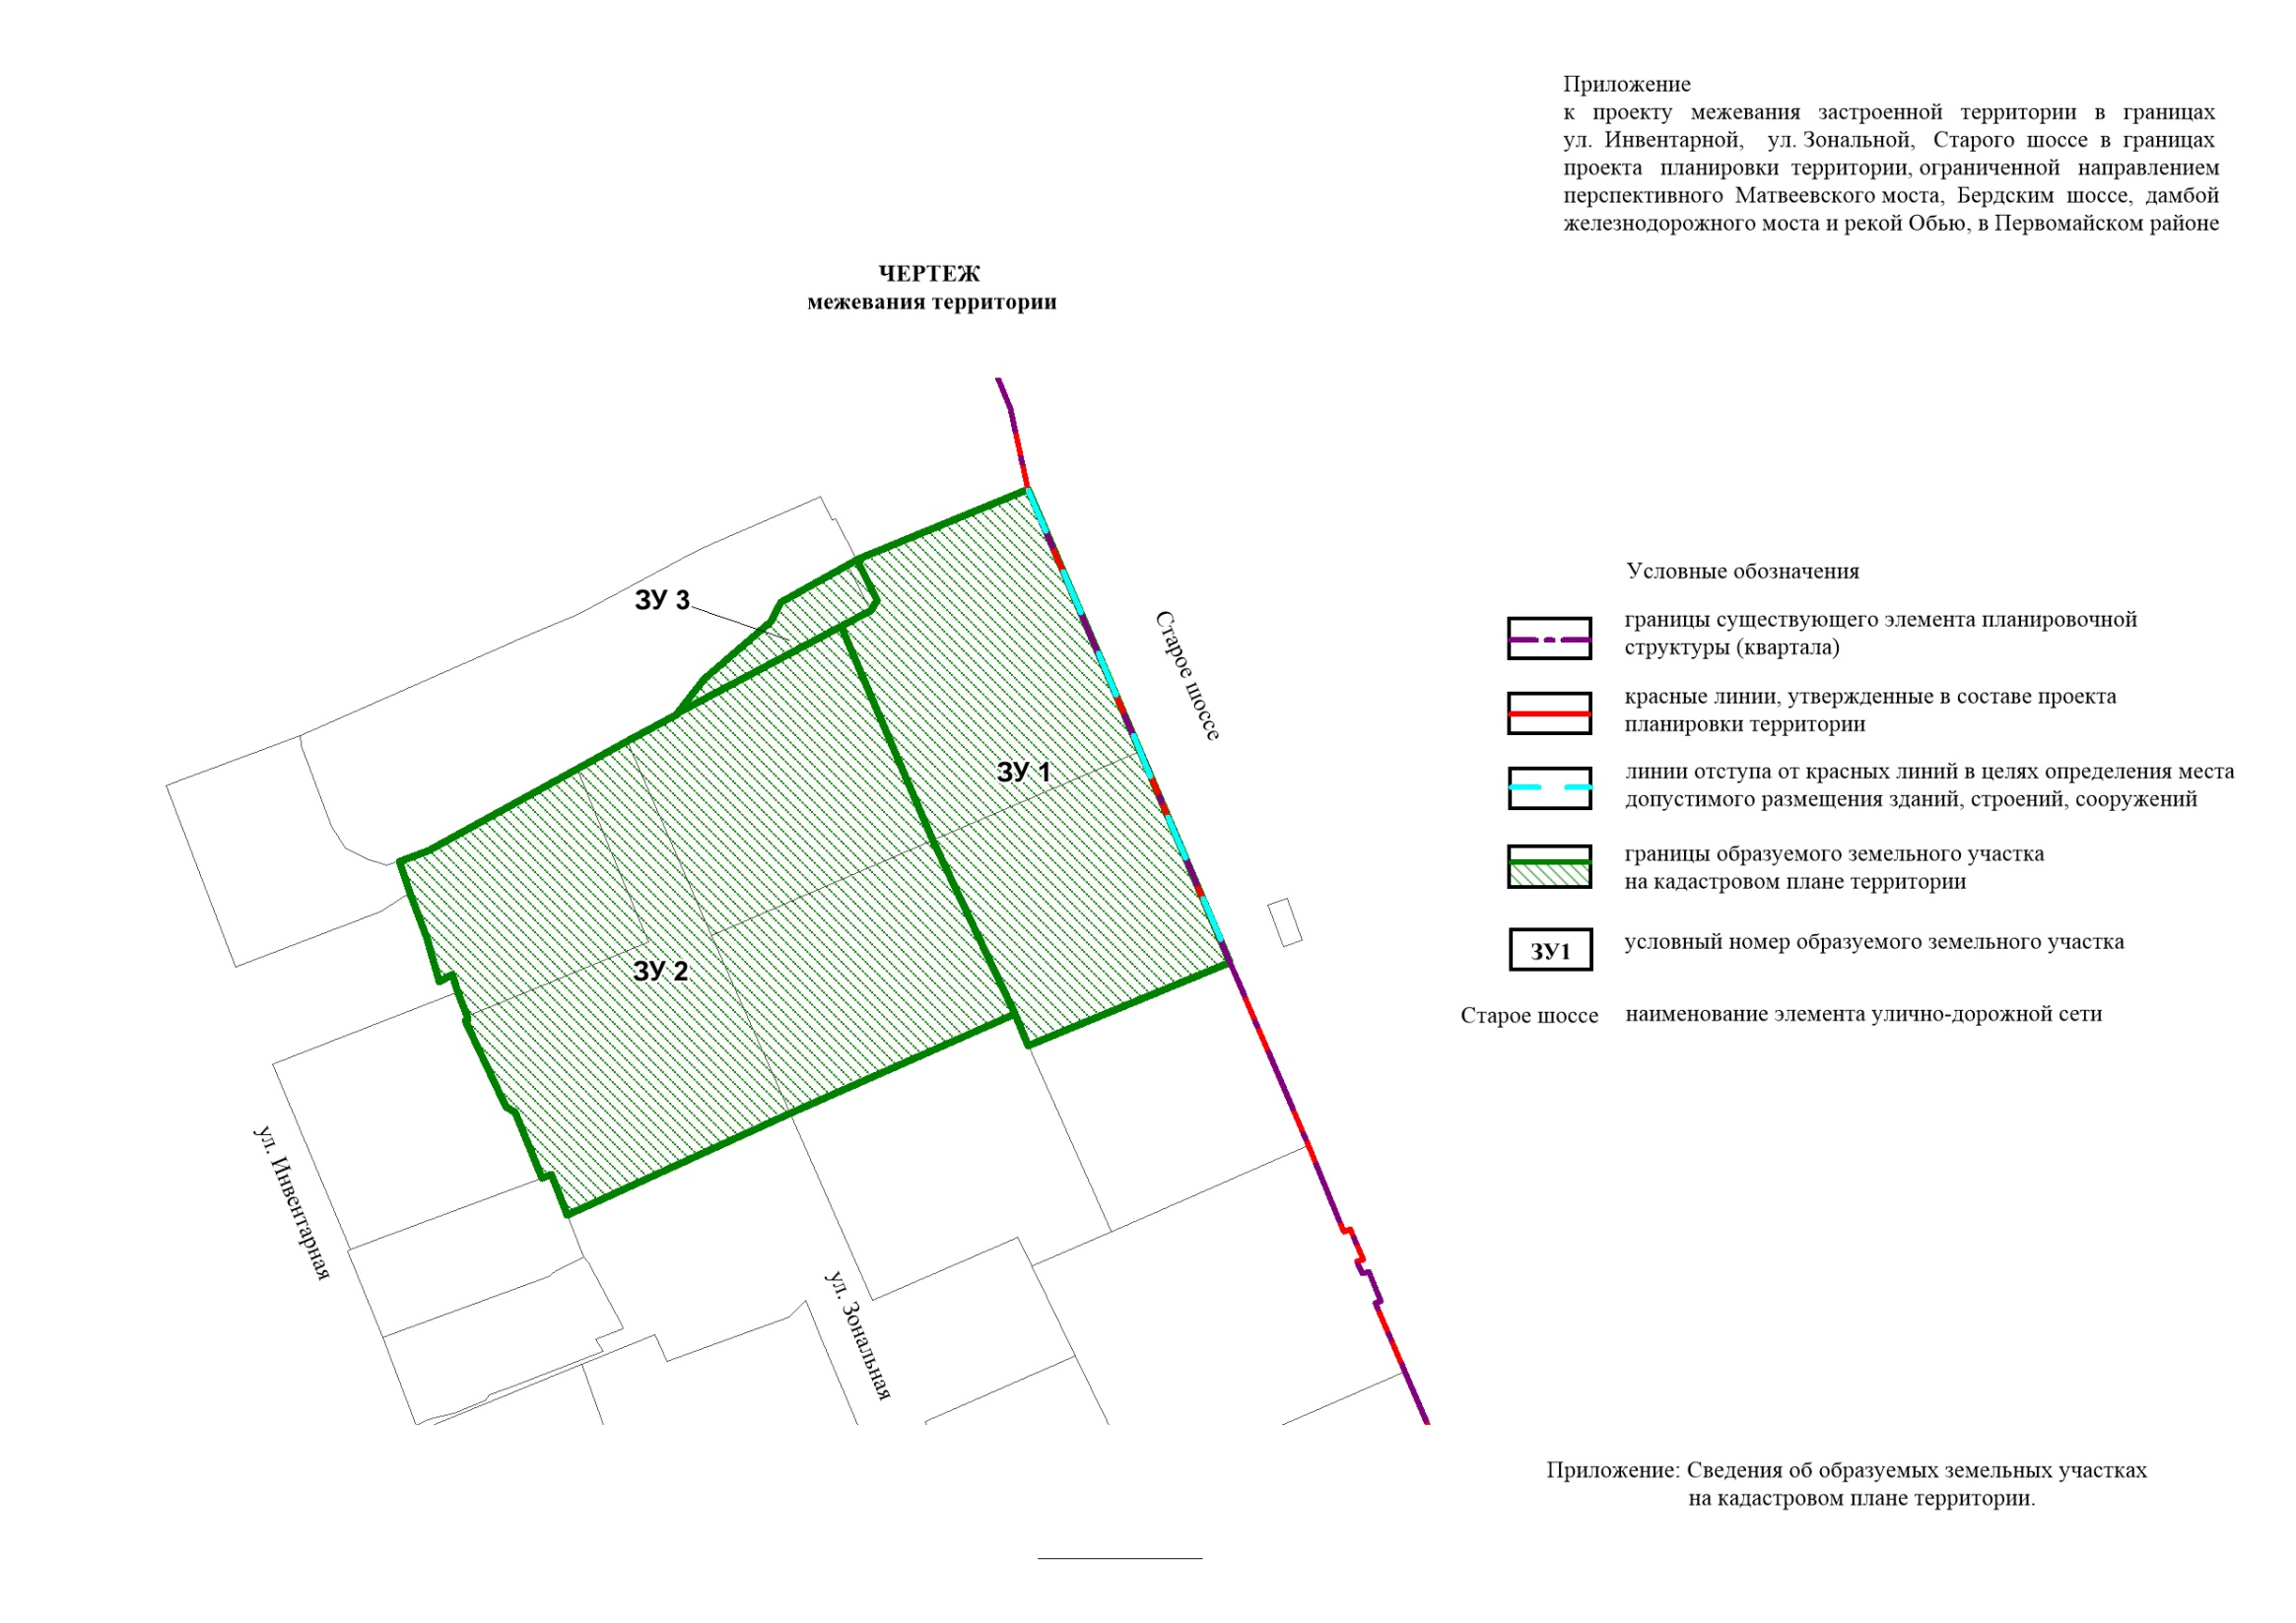 Приложение
к проекту межевания застроенной территории в границах
ул. Инвентарной, ул. Зональной, Старого шоссе в границах
проекта планировки территории, ограниченной направлением
перспективного Матвеевского моста, Бердским шоссе, дамбой
железнодорожного моста и рекой Обью, в Первомайском районе
ЧЕРТЕЖ
межевания территории
ЗУ 3
Старое шоссе
ЗУ 1
ЗУ 2
ул. Инвентарная
ул. Зональная
Условные обозначения
границы существующего элемента планировочной
структуры (квартала)
красные линии, утвержденные в составе проекта
планировки территории
линии отступа от красных линий в целях определения места
допустимого размещения зданий, строений, сооружений
границы образуемого земельного участка
на кадастровом плане территории
ЗУ1 условный номер образуемого земельного участка
Старое шоссе наименование элемента улично-дорожной сети
Приложение: Сведения об образуемых земельных участках
на кадастровом плане территории.